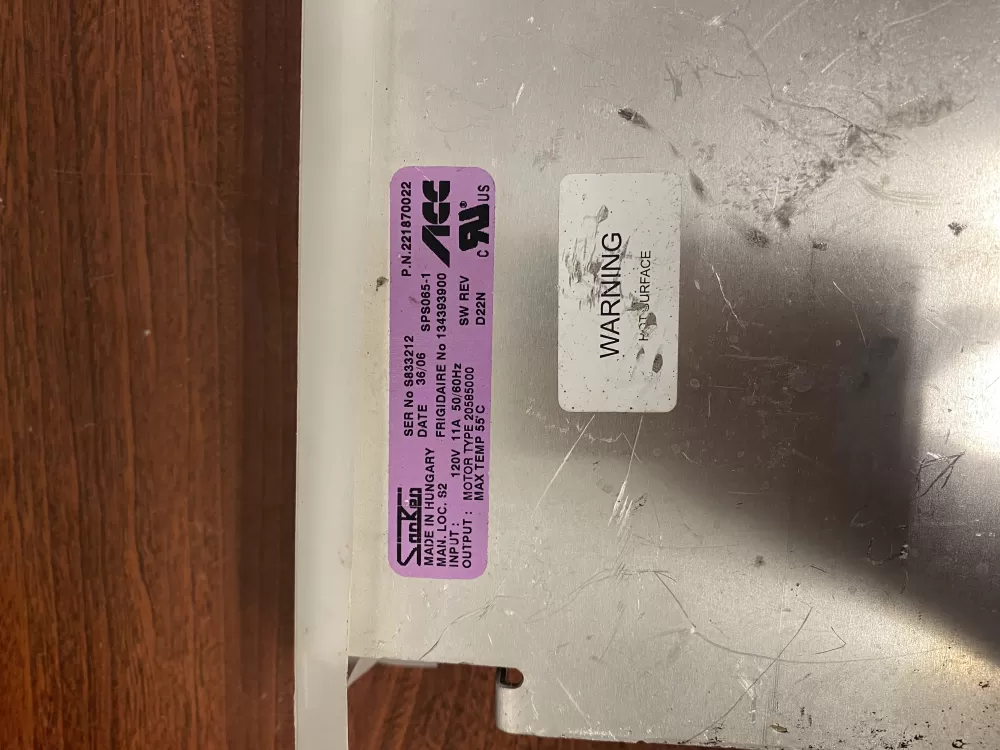 SanKen
SER No S833212
P.N.221870022
MADE IN HUNGARY
DATE 36/06
SPS065-1
MAN. LOC. S2
FRIGIDAIRE No 134393900
INPUT : 120V 11A 50/60Hz
SW REV
OUTPUT : MOTOR TYPE 20585000
D22N
MAX TEMP 55°C
ACC
C UR® US
WARNING
HOT SURFACE